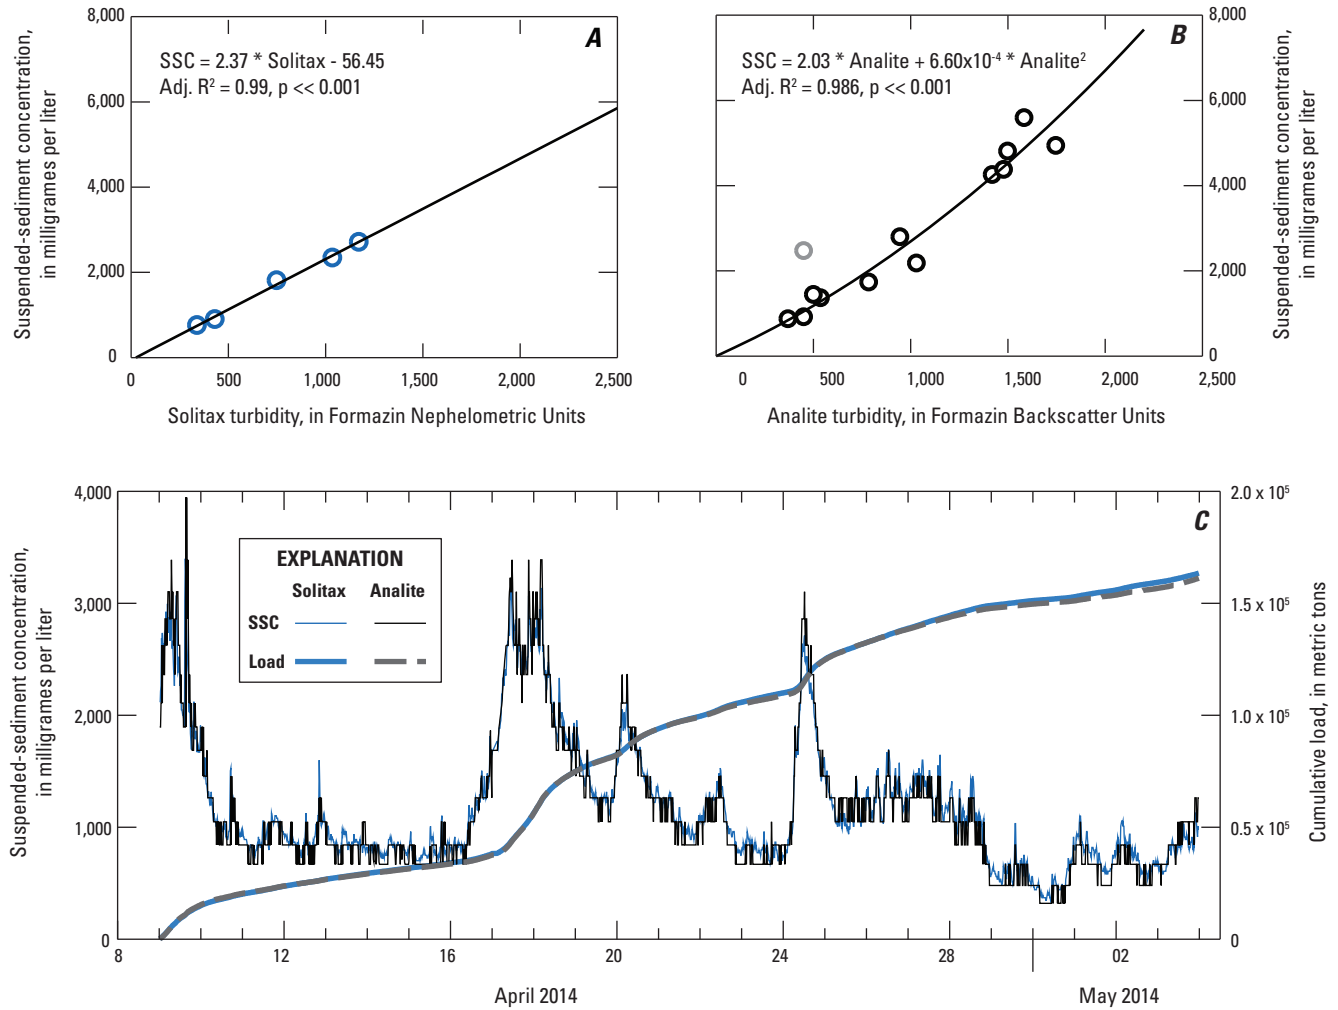 Suspended-sediment concentration,
in milligrames per liter
8,000
6,000
4,000
2,000
0
A
SSC = 2.37 * Solitax - 56.45
Adj. R² = 0.99, p << 0.001
0 500 1,000 1,500 2,000 2,500
Solitax turbidity, in Formazin Nephelometric Units
B
SSC = 2.03 * Analite + 6.60x10⁻⁴ * Analite²
Adj. R² = 0.986, p << 0.001
8,000
6,000
4,000
2,000
0
Suspended-sediment concentration,
in milligrames per liter
0 500 1,000 1,500 2,000 2,500
Analite turbidity, in Formazin Backscatter Units
Suspended-sediment concentration,
in milligrames per liter
4,000
3,000
2,000
1,000
0
C
EXPLANATION
Solitax Analite
SSC
Load
2.0 x 10⁵
1.5 x 10⁵
1.0 x 10⁵
0.5 x 10⁵
0
Cumulative load, in metric tons
8 12 16 20 24 28 02
April 2014 May 2014